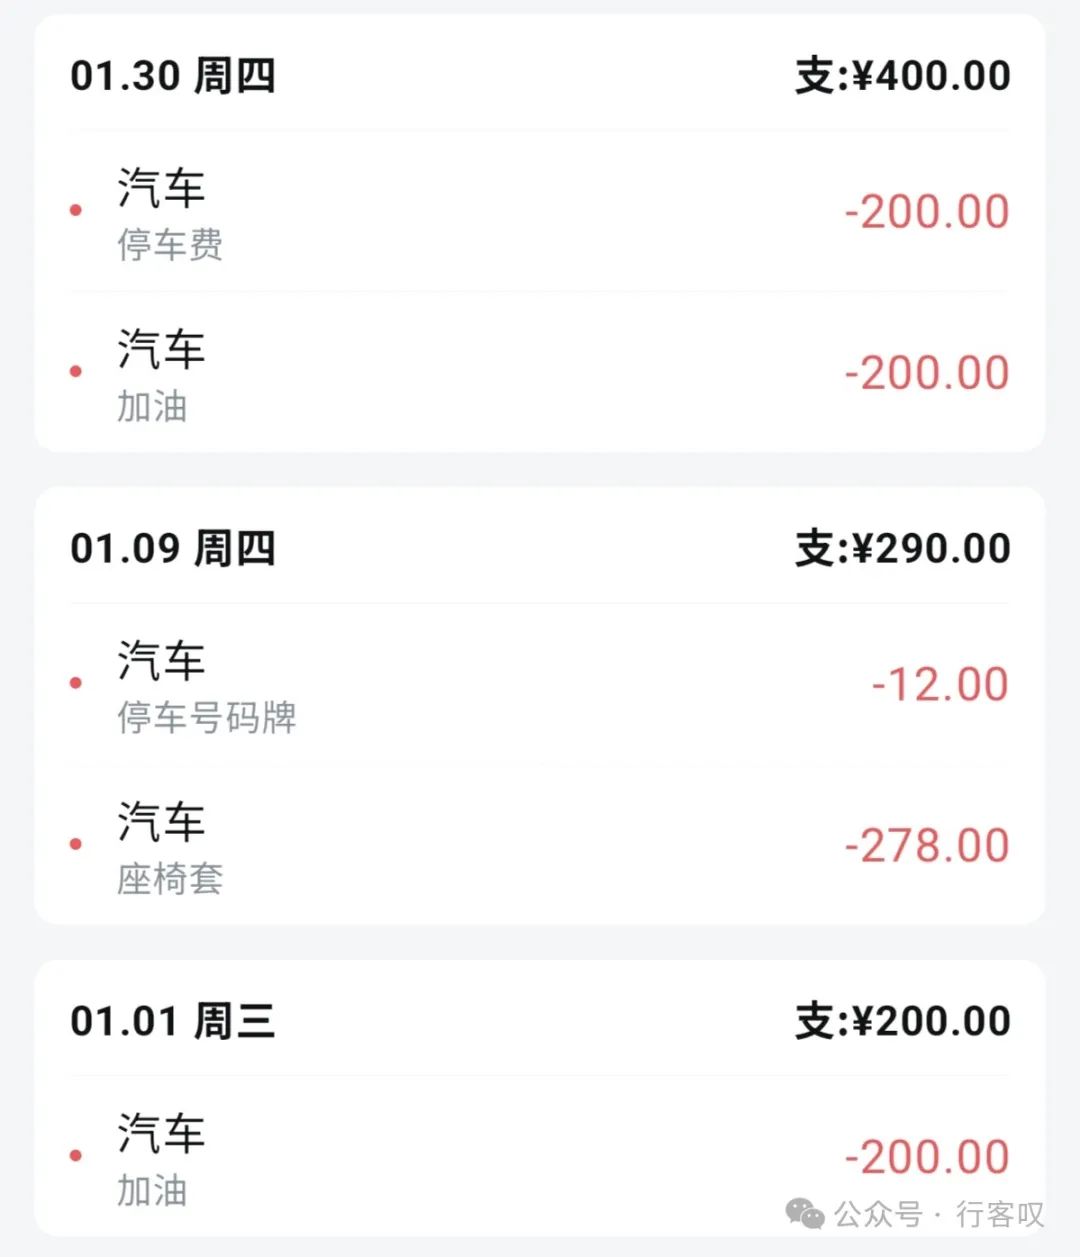 01.30 周四 支:¥400.00
汽车
停车费
-200.00
汽车
加油
-200.00
01.09 周四 支:¥290.00
汽车
停车号码牌
-12.00
汽车
座椅套
-278.00
01.01 周三 支:¥200.00
汽车
加油
-200.00
公众号 · 行客叹